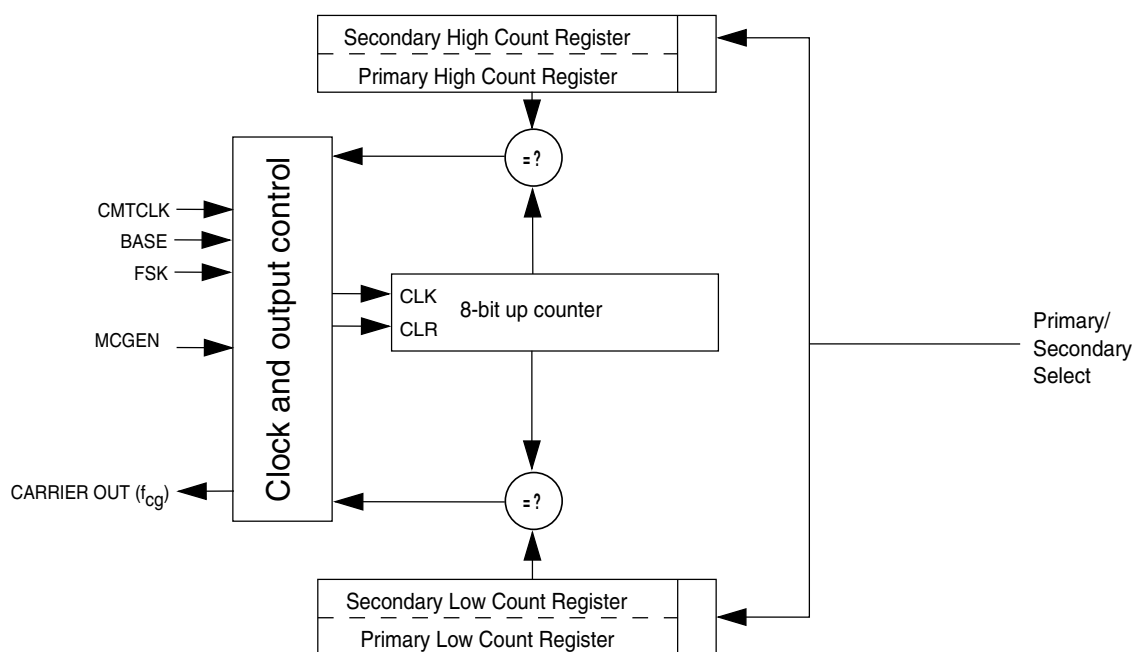 Secondary High Count Register
Primary High Count Register
=?
Clock and output control
CMTCLK
BASE
FSK
MCGEN
CARRIER OUT (fcg)
CLK
CLR
8-bit up counter
Primary/
Secondary
Select
=?
Secondary Low Count Register
Primary Low Count Register